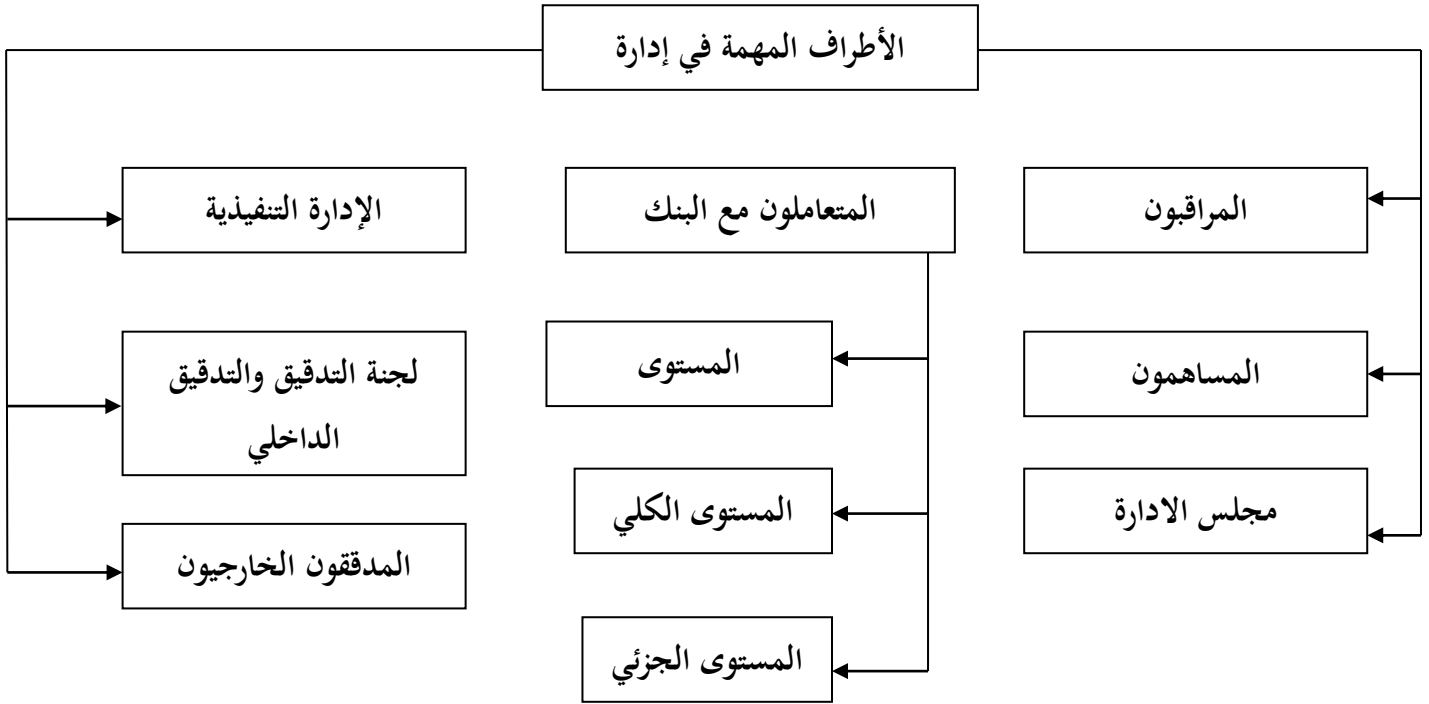 الأطراف المهمة في إدارة
المراقبون
المتعاملون مع البنك
الإدارة التنفيذية
المساهمون
المستوى
لجنة التدقيق والتدقيق
الداخلي
مجلس الادارة
المستوى الكلي
المدققون الخارجيون
المستوى الجزئي